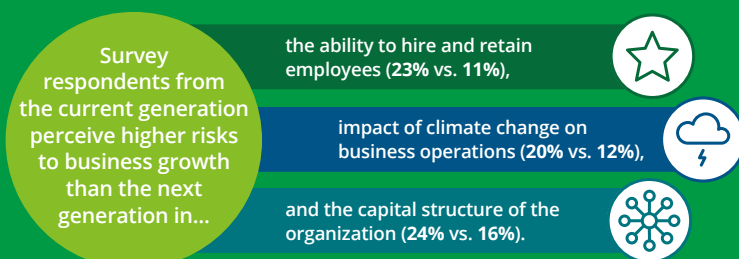 Survey
respondents from
the current generation
perceive higher risks
to business growth
than the next
generation in...
the ability to hire and retain
employees (23% vs. 11%),
impact of climate change on
business operations (20% vs. 12%),
and the capital structure of the
organization (24% vs. 16%).